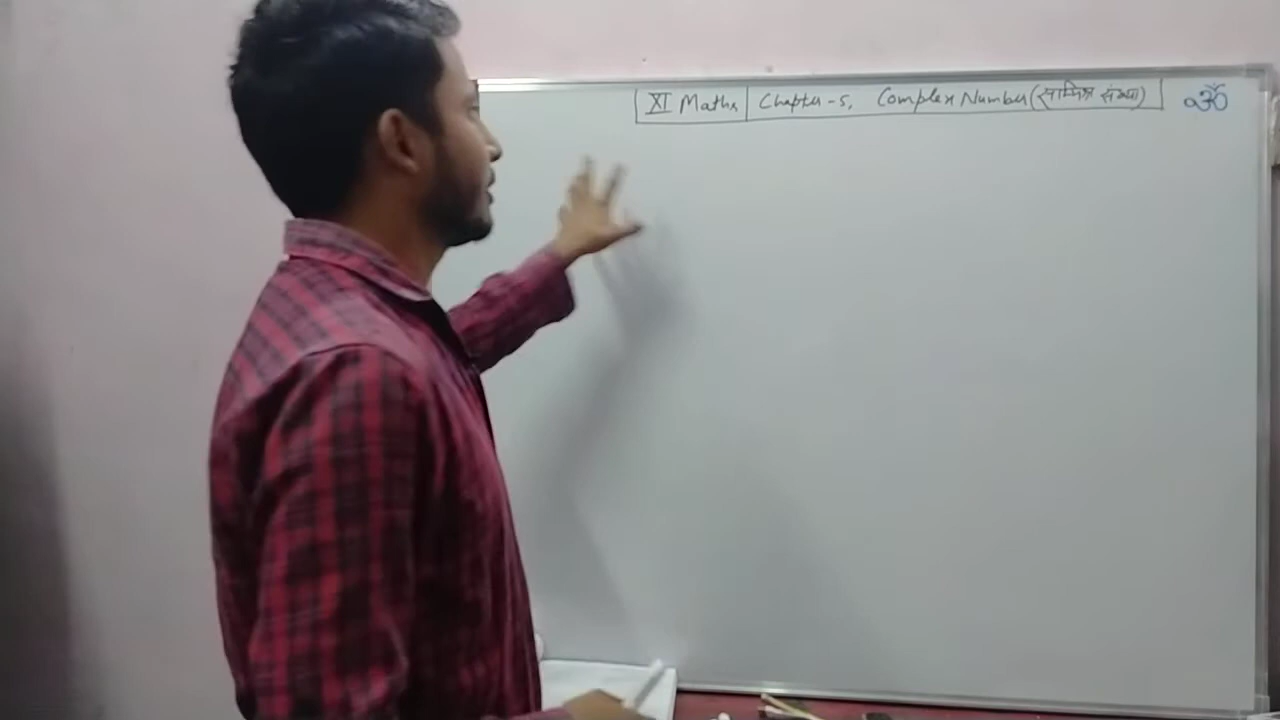 XI Maths | Chapter-5, Complex Number (सम्मिश्र संख्या) ॐ